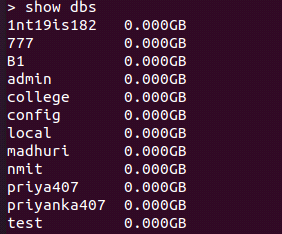 > show dbs
1nt19is182   0.000GB
777          0.000GB
B1           0.000GB
admin        0.000GB
college      0.000GB
config       0.000GB
local        0.000GB
madhuri      0.000GB
nmit         0.000GB
priya407     0.000GB
priyanka407  0.000GB
test         0.000GB